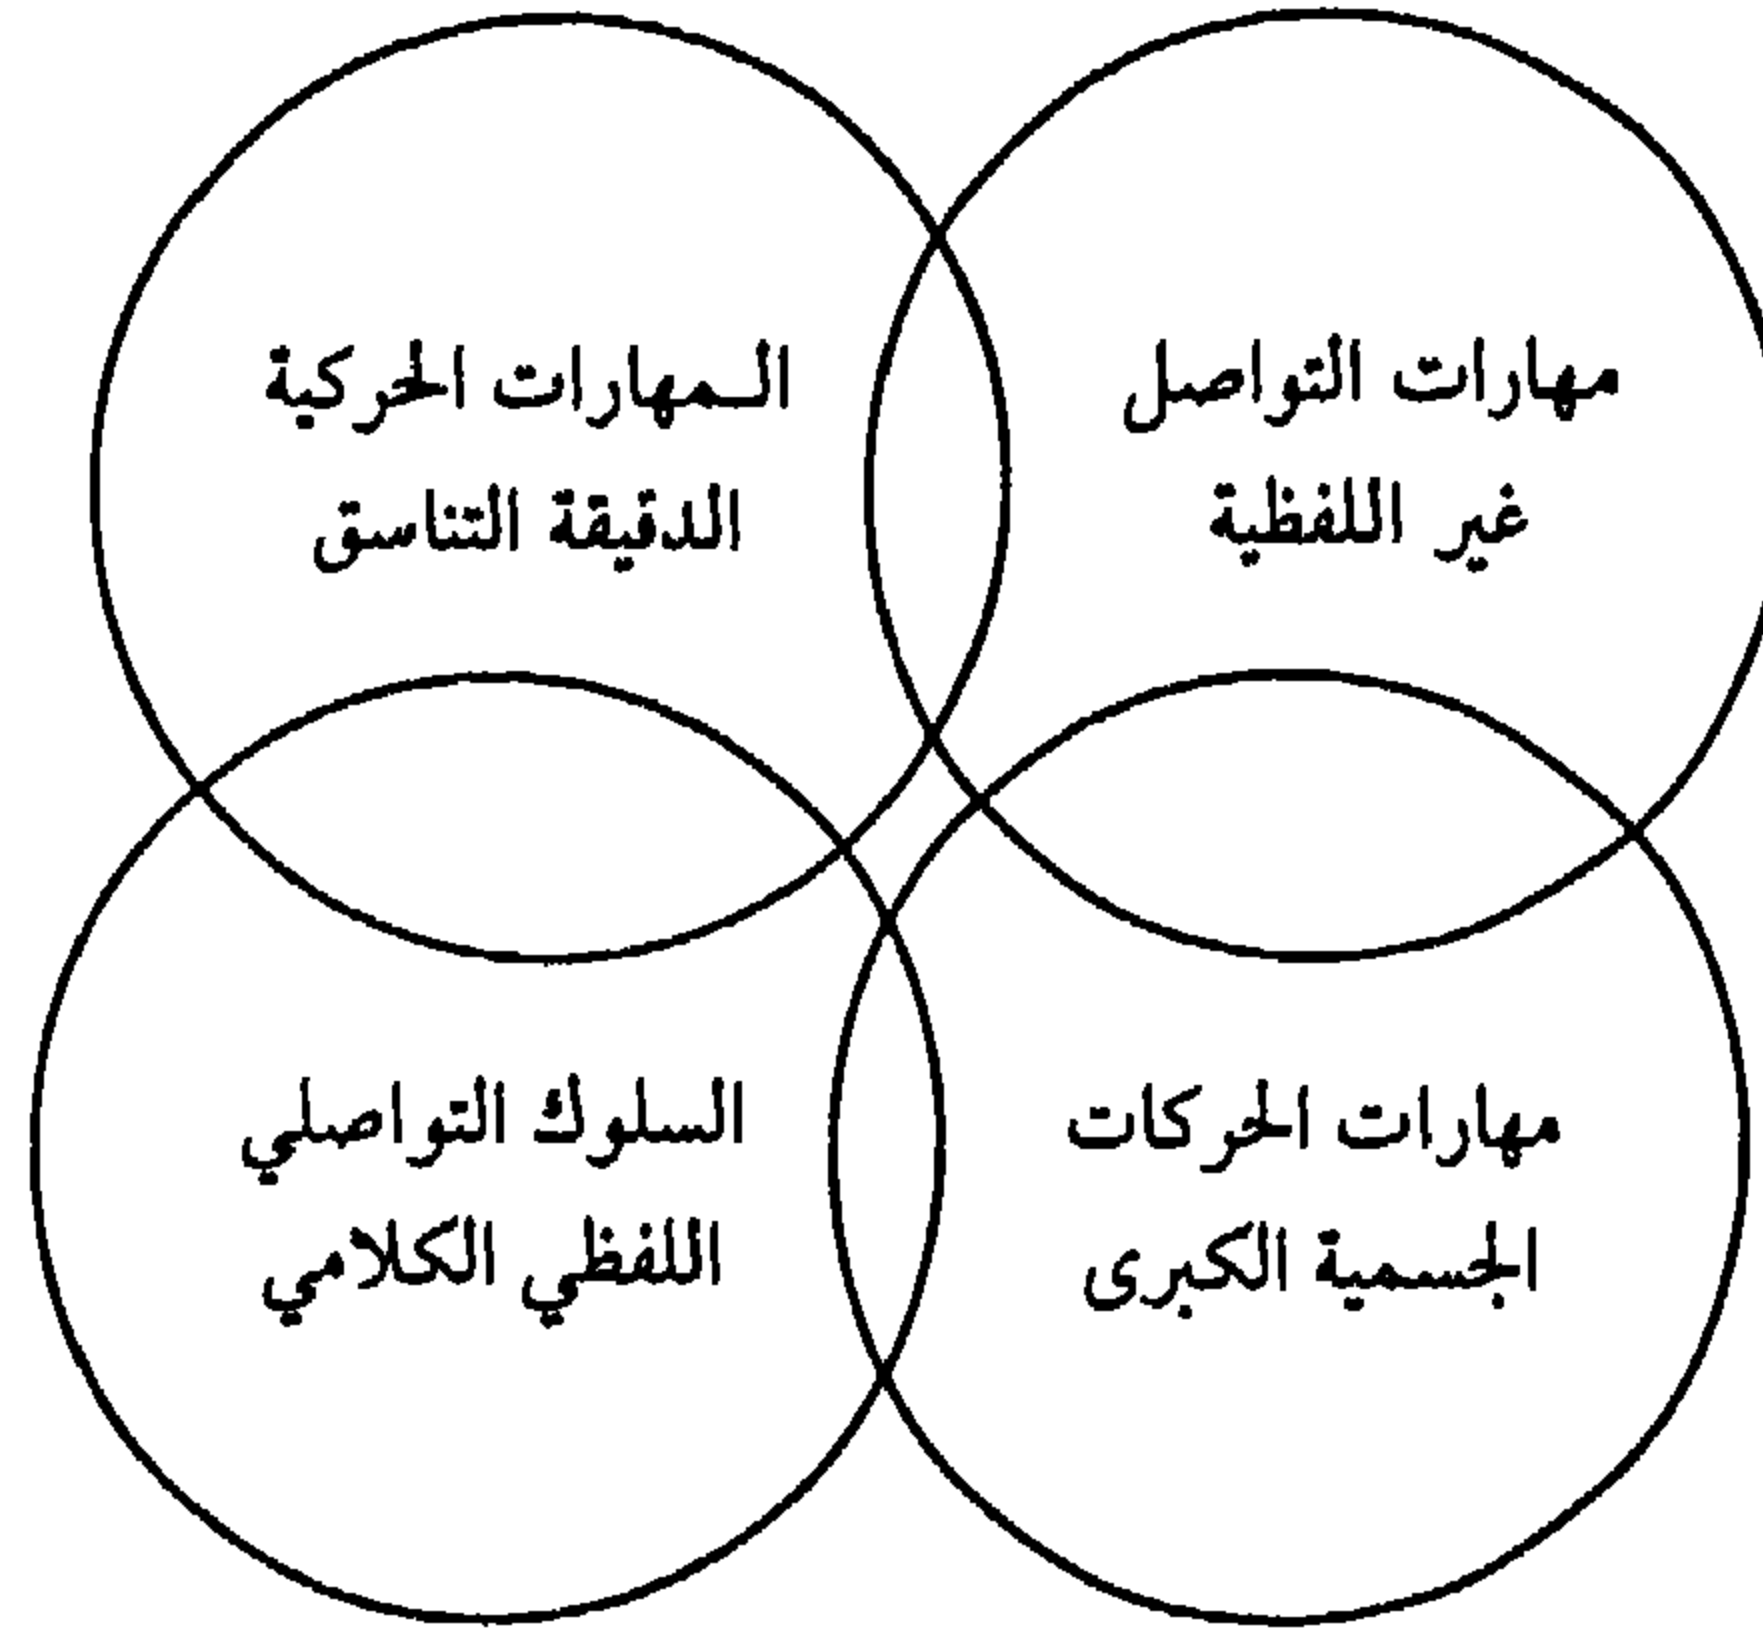 مهارات التواصل
غير اللفظية
الـمهارات الحركية
الدقيقة التناسق
مهارات الحركات
الجسمية الكبرى
السلوك التواصلي
اللفظي الكلامي